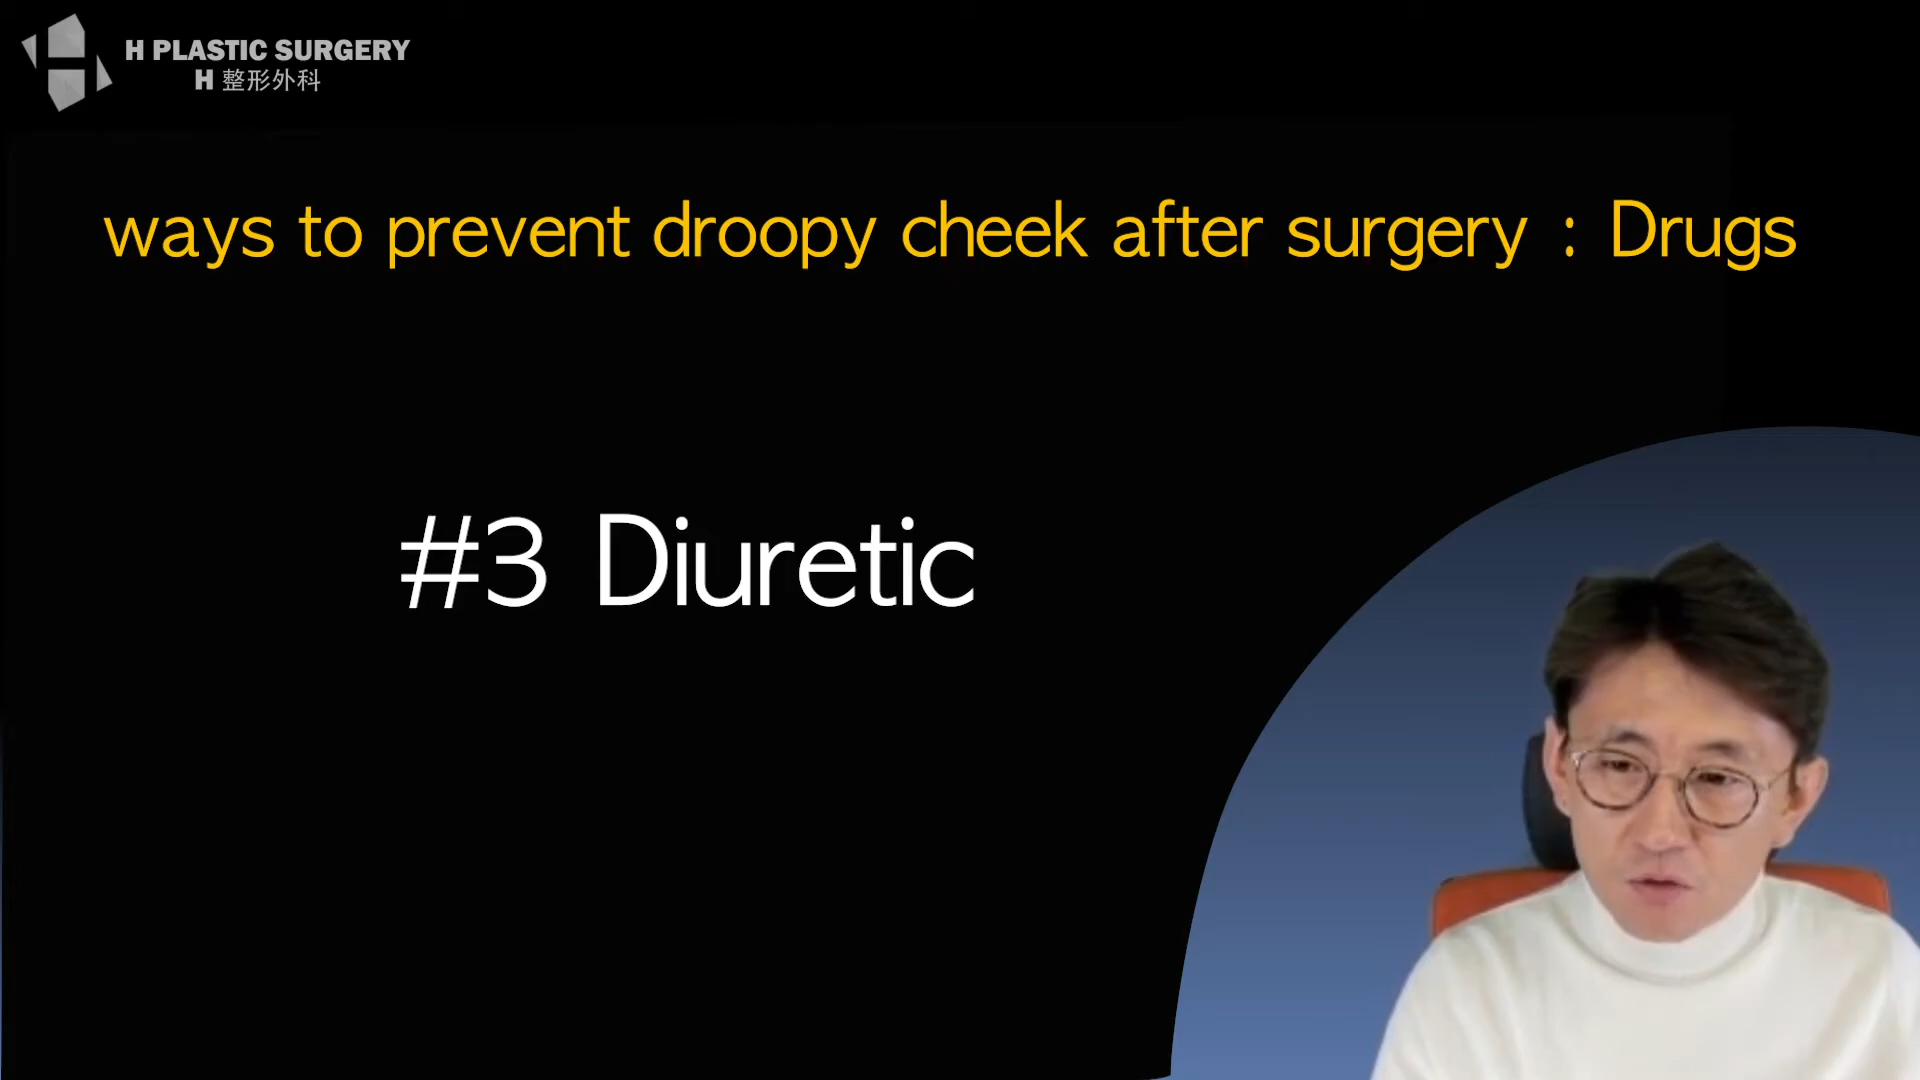 H PLASTIC SURGERY
H 整形外科
ways to prevent droopy cheek after surgery : Drugs
#3 Diuretic